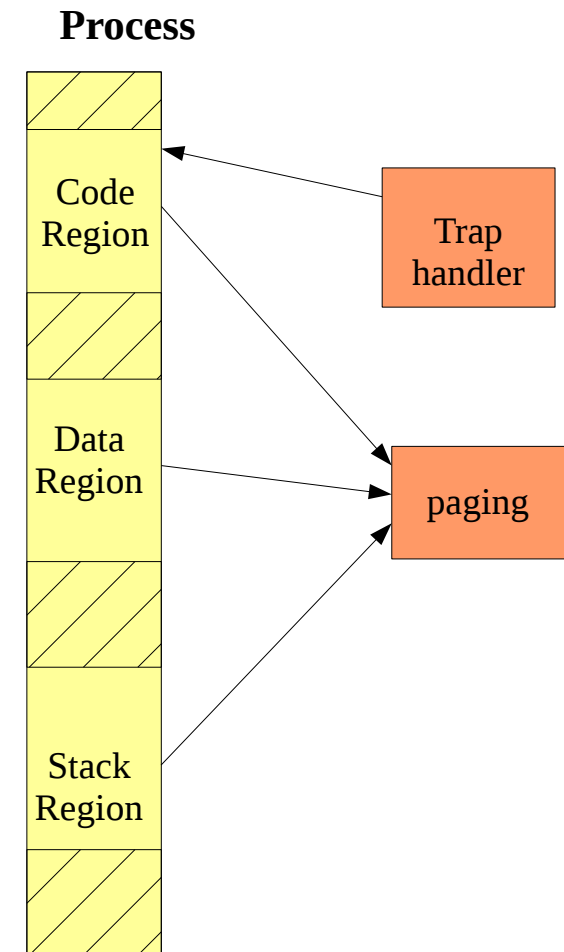 Process
Code
Region
Trap
handler
Data
Region
paging
Stack
Region